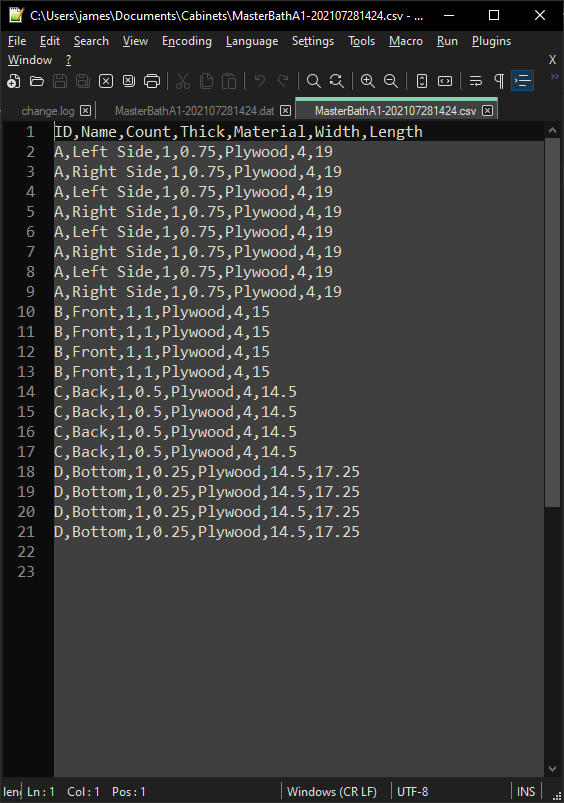 C:\Users\james\Documents\Cabinets\MasterBathA1-202107281424.csv - ...
File Edit Search View Encoding Language Settings Tools Macro Run Plugins
Window ? X
change.log MasterBathA1-202107281424.dat MasterBathA1-202107281424.csv
1 ID,Name,Count,Thick,Material,Width,Length
2 A,Left Side,1,0.75,Plywood,4,19
3 A,Right Side,1,0.75,Plywood,4,19
4 A,Left Side,1,0.75,Plywood,4,19
5 A,Right Side,1,0.75,Plywood,4,19
6 A,Left Side,1,0.75,Plywood,4,19
7 A,Right Side,1,0.75,Plywood,4,19
8 A,Left Side,1,0.75,Plywood,4,19
9 A,Right Side,1,0.75,Plywood,4,19
10 B,Front,1,1,Plywood,4,15
11 B,Front,1,1,Plywood,4,15
12 B,Front,1,1,Plywood,4,15
13 B,Front,1,1,Plywood,4,15
14 C,Back,1,0.5,Plywood,4,14.5
15 C,Back,1,0.5,Plywood,4,14.5
16 C,Back,1,0.5,Plywood,4,14.5
17 C,Back,1,0.5,Plywood,4,14.5
18 D,Bottom,1,0.25,Plywood,14.5,17.25
19 D,Bottom,1,0.25,Plywood,14.5,17.25
20 D,Bottom,1,0.25,Plywood,14.5,17.25
21 D,Bottom,1,0.25,Plywood,14.5,17.25
22
23
Ln : 1 Col : 1 Pos : 1 Windows (CR LF) UTF-8 INS